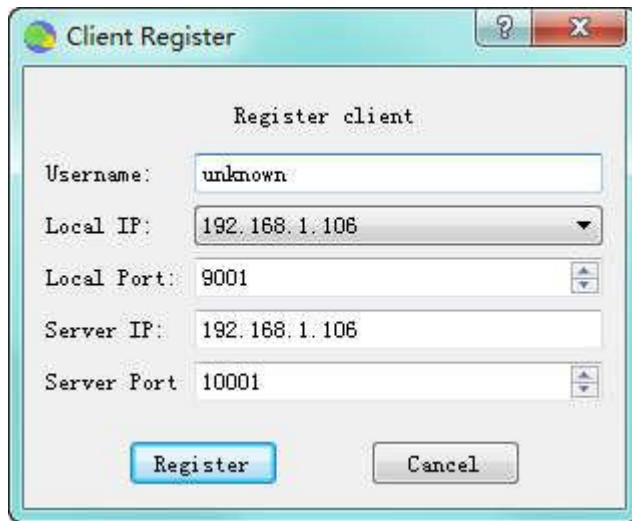 Client Register
Register client
Username: unknown
Local IP: 192.168.1.106
Local Port: 9001
Server IP: 192.168.1.106
Server Port 10001
Register Cancel